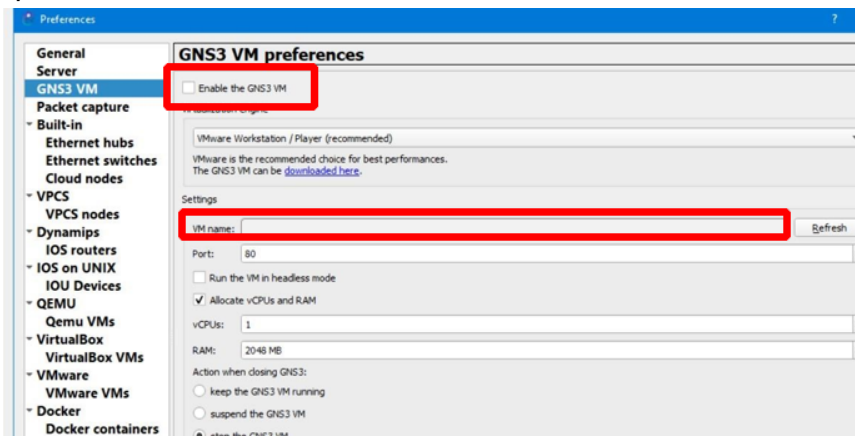 Preferences
?
General
Server
GNS3 VM
Packet capture
Built-in
Ethernet hubs
Ethernet switches
Cloud nodes
VPCS
VPCS nodes
Dynamips
IOS routers
IOS on UNIX
IOU Devices
QEMU
Qemu VMs
VirtualBox
VirtualBox VMs
VMware
VMware VMs
Docker
Docker containers
GNS3 VM preferences
Enable the GNS3 VM
VMware Workstation / Player (recommended)
VMware is the recommended choice for best performances.
The GNS3 VM can be downloaded here.
Settings
VM name:
Refresh
Port: 80
Run the VM in headless mode
Allocate vCPUs and RAM
vCPUs: 1
RAM: 2048 MB
Action when closing GNS3:
keep the GNS3 VM running
suspend the GNS3 VM
stop the GNS3 VM